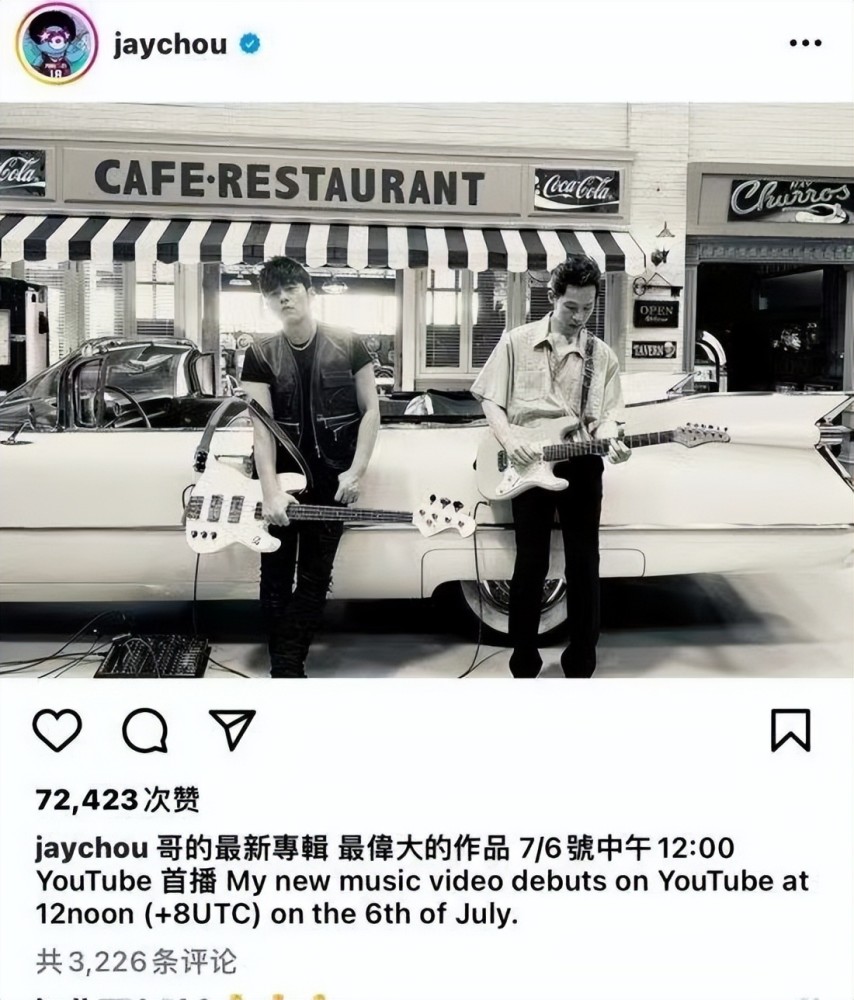 jaychou
Cola
CAFE·RESTAURANT
Coca-Cola
Churros
OPEN
TAVERN
72,423次赞
jaychou 哥的最新專輯 最偉大的作品 7/6號中午12:00
YouTube 首播 My new music video debuts on YouTube at
12noon (+8UTC) on the 6th of July.
共3,226条评论